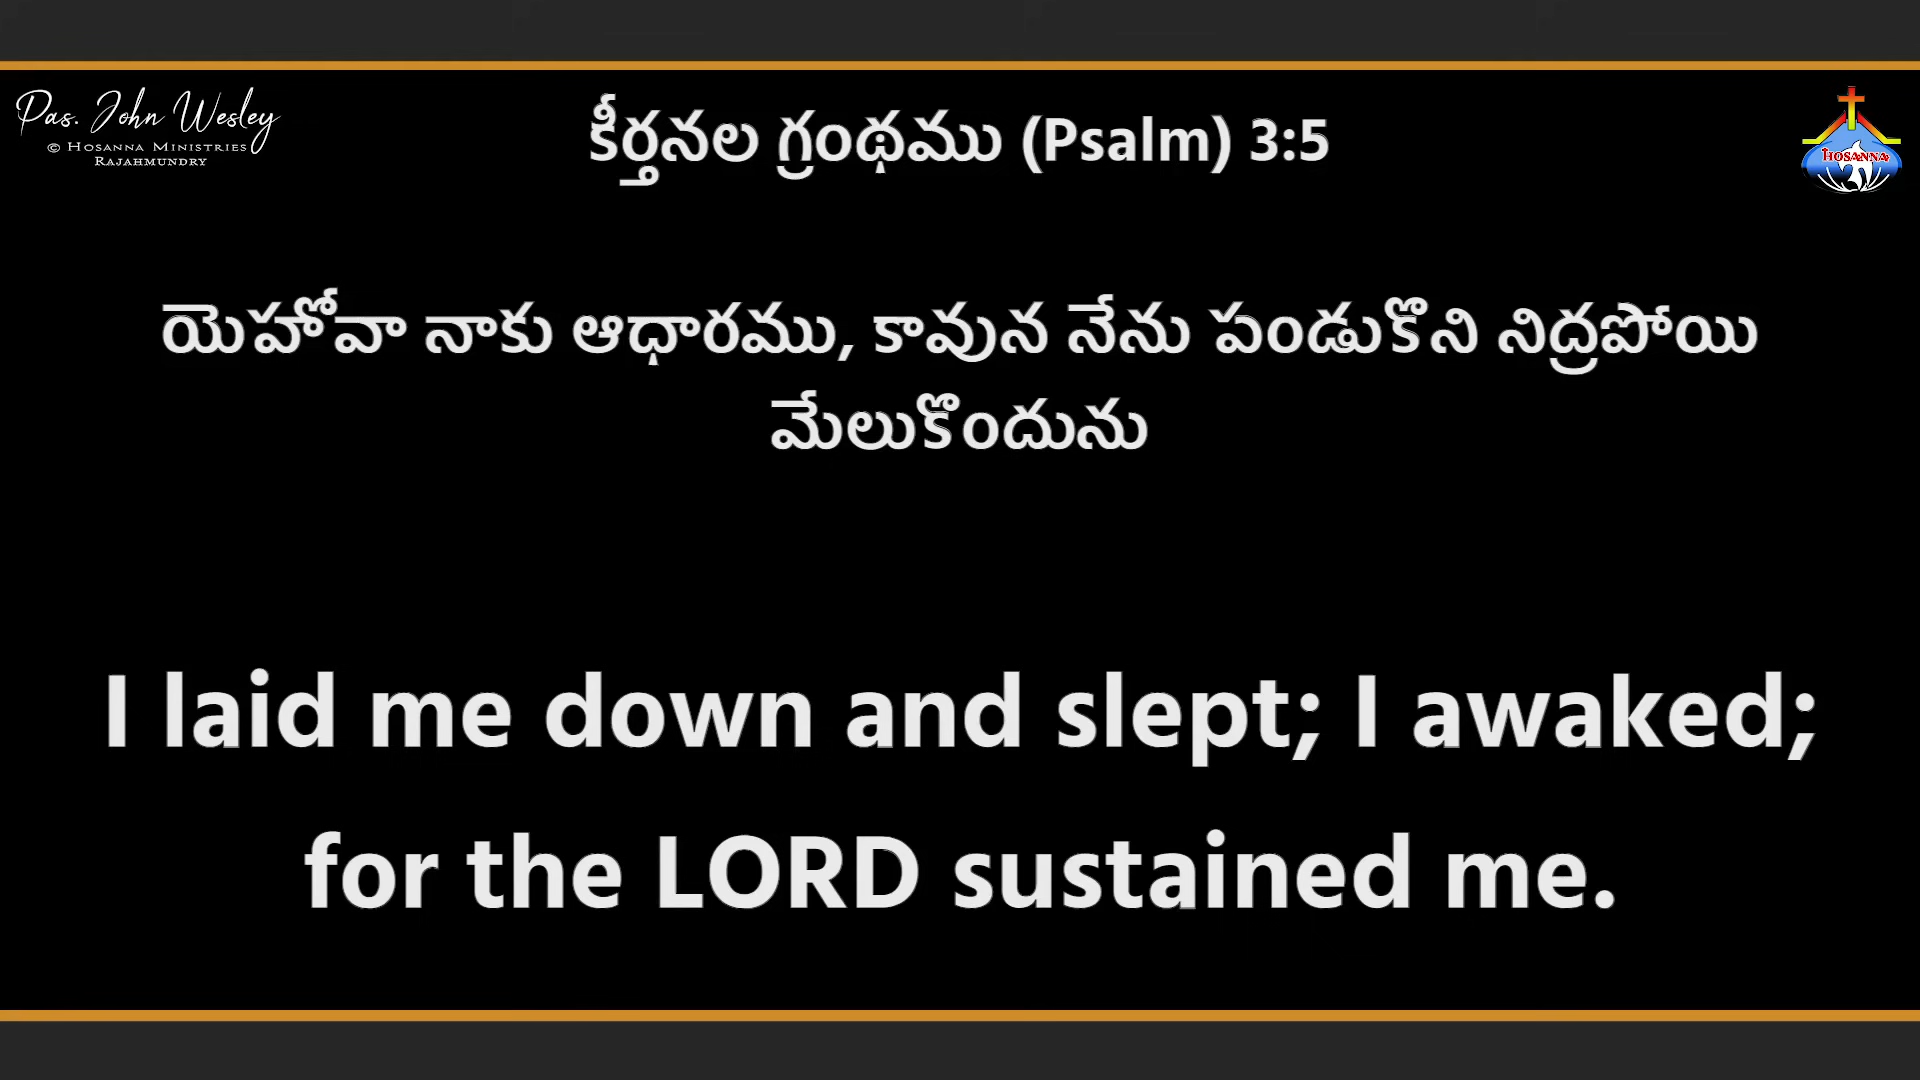 Pas. John Wesley
© Hosanna Ministries
Rajahmundry
కీర్తనల గ్రంథము (Psalm) 3:5
HOSANNA
యెహోవా నాకు ఆధారము, కావున నేను పండుకొని నిద్రపోయి
మేలుకొందును
I laid me down and slept; I awaked;
for the LORD sustained me.